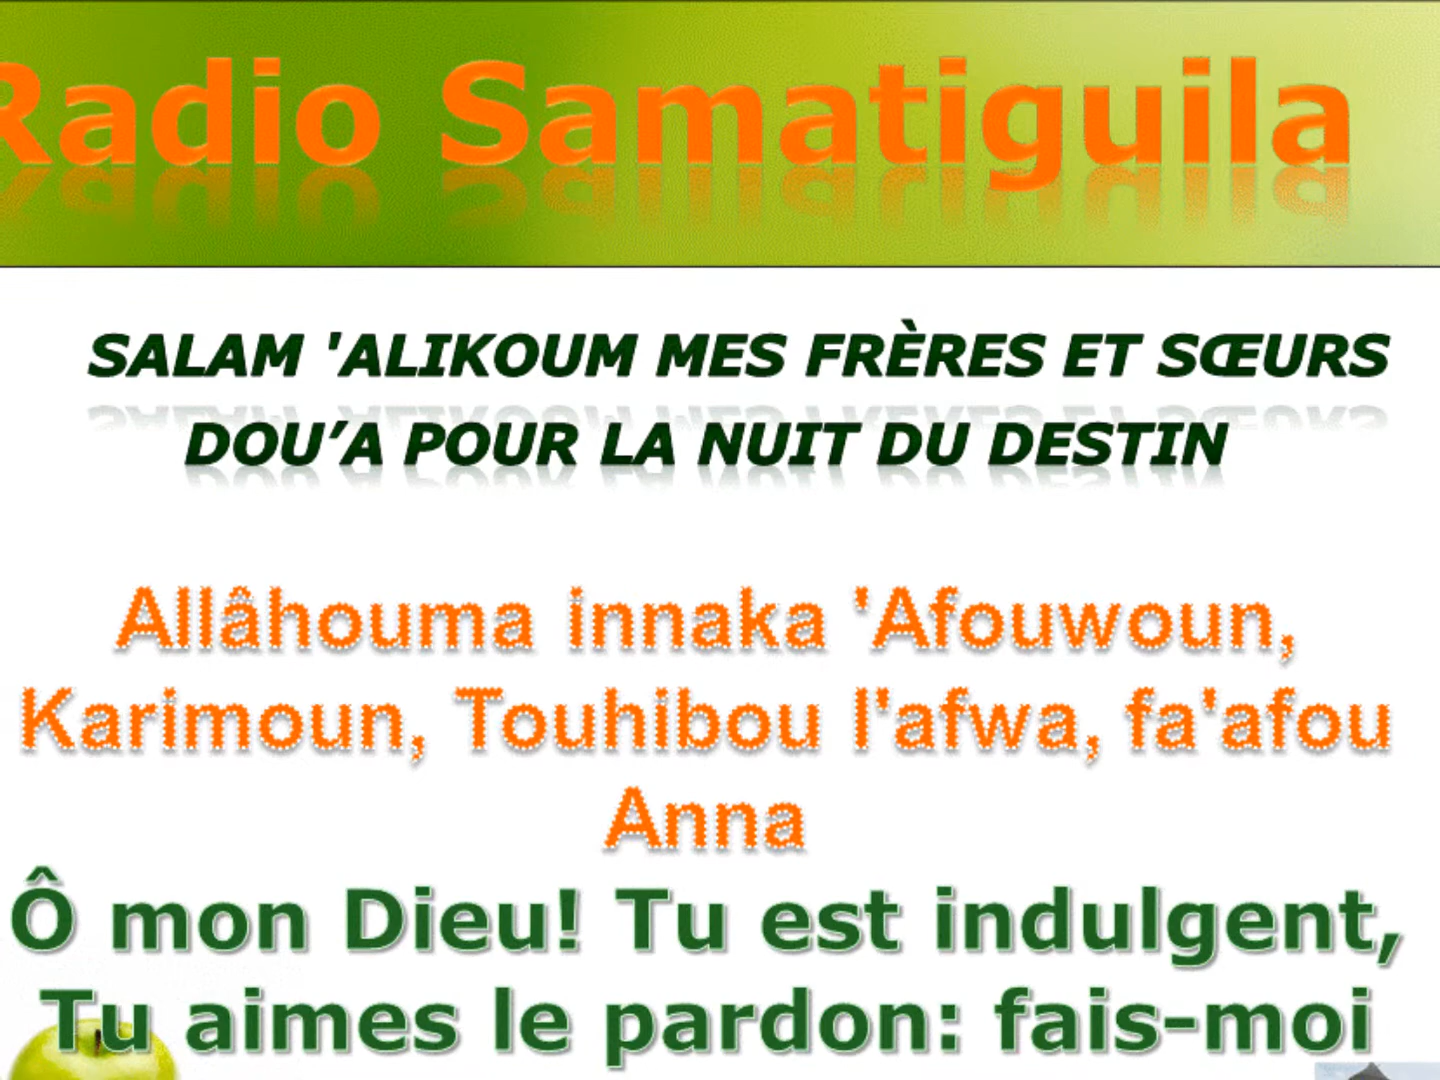 Radio Samatiguila
SALAM 'ALIKOUM MES FRÈRES ET SŒURS
DOU’A POUR LA NUIT DU DESTIN
Allâhouma innaka 'Afouwoun,
Karimoun, Touhibou l'afwa, fa'afou
Anna
Ô mon Dieu! Tu est indulgent,
Tu aimes le pardon: fais-moi